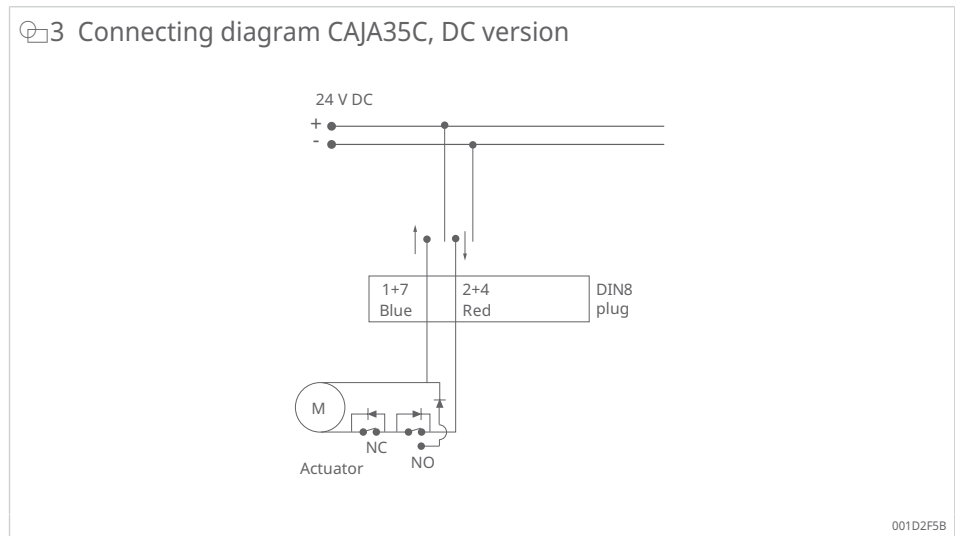 3 Connecting diagram CAJA35C, DC version
24 V DC
+
-
1+7 2+4 DIN8
Blue Red plug
M
NC
NO
Actuator
001D2F5B